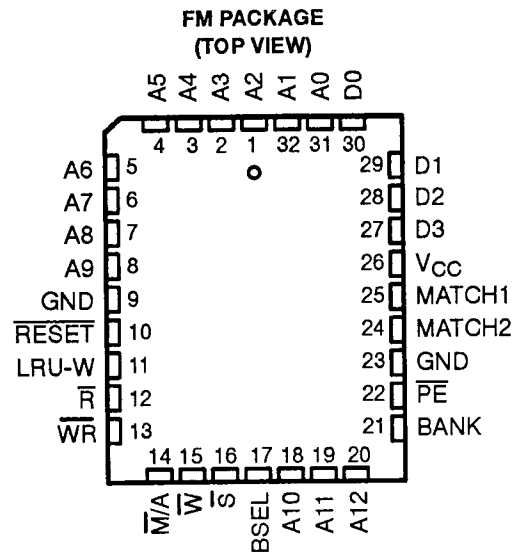 FM PACKAGE
(TOP VIEW)
A5 A4 A3 A2 A1 A0 D0
4 3 2 1 32 31 30
A6 5 29 D1
A7 6 28 D2
A8 7 27 D3
A9 8 26 VCC
GND 9 25 MATCH1
R̅E̅S̅E̅T̅ 10 24 MATCH2
LRU-W 11 23 GND
R̅ 12 22 P̅E̅
W̅R̅ 13 21 BANK
14 15 16 17 18 19 20
M̅/A W̅ S̅ BSEL A10 A11 A12